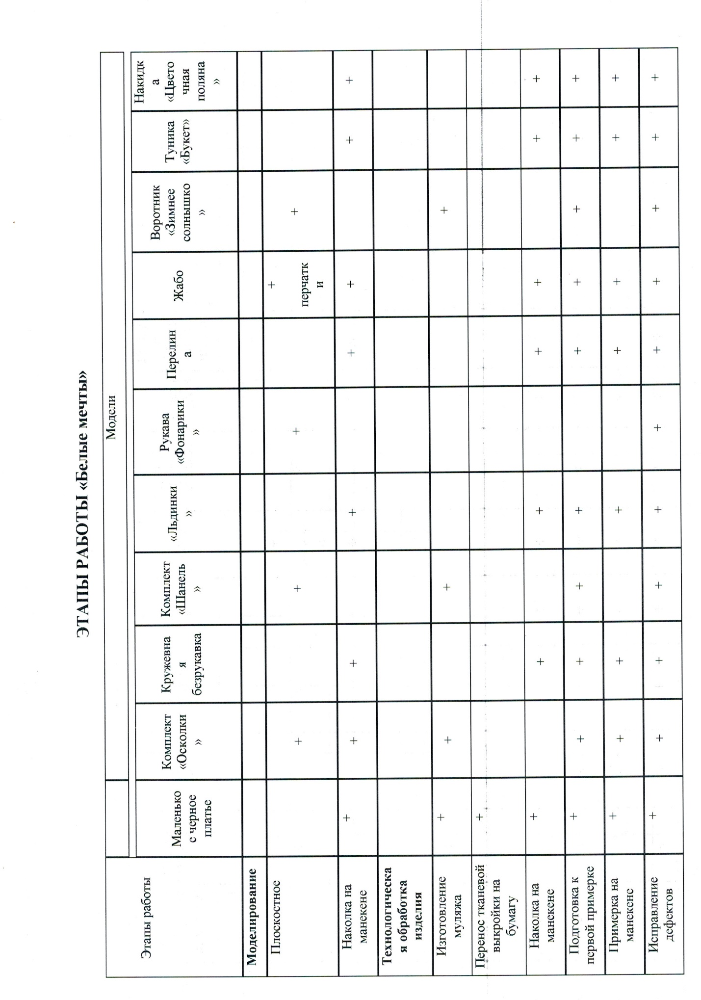 ЭТАПЫ РАБОТЫ «Белые мечты»
Этапы работы
Модели
Маленько
е черное
платье
Комплект
«Осколки
»
Кружевна
я
безрукавка
Комплект
«Шанель
»
«Льдинки
»
Рукава
«Фонарики
»
Перелин
а
Жабо
Воротник
«Зимнее
солнышко
»
Туника
«Букет»
Накидк
а
«Цвето
чная
поляна
»
Моделирование
Плоскостное
+ + + + +
перчатк
и
Наколка на
манекене
+ + + + + + + +
Технологическа
я обработка
изделия
Изготовление
муляжа
+ + + +
Перенос тканевой
выкройки на
бумагу
+
Наколка на
манекене
+ + + + + + +
Подготовка к
первой примерке
+ + + + + + + + + +
Примерка на
манекене
+ + + + + + + +
Исправление
дефектов
+ + + + + + + + + + +